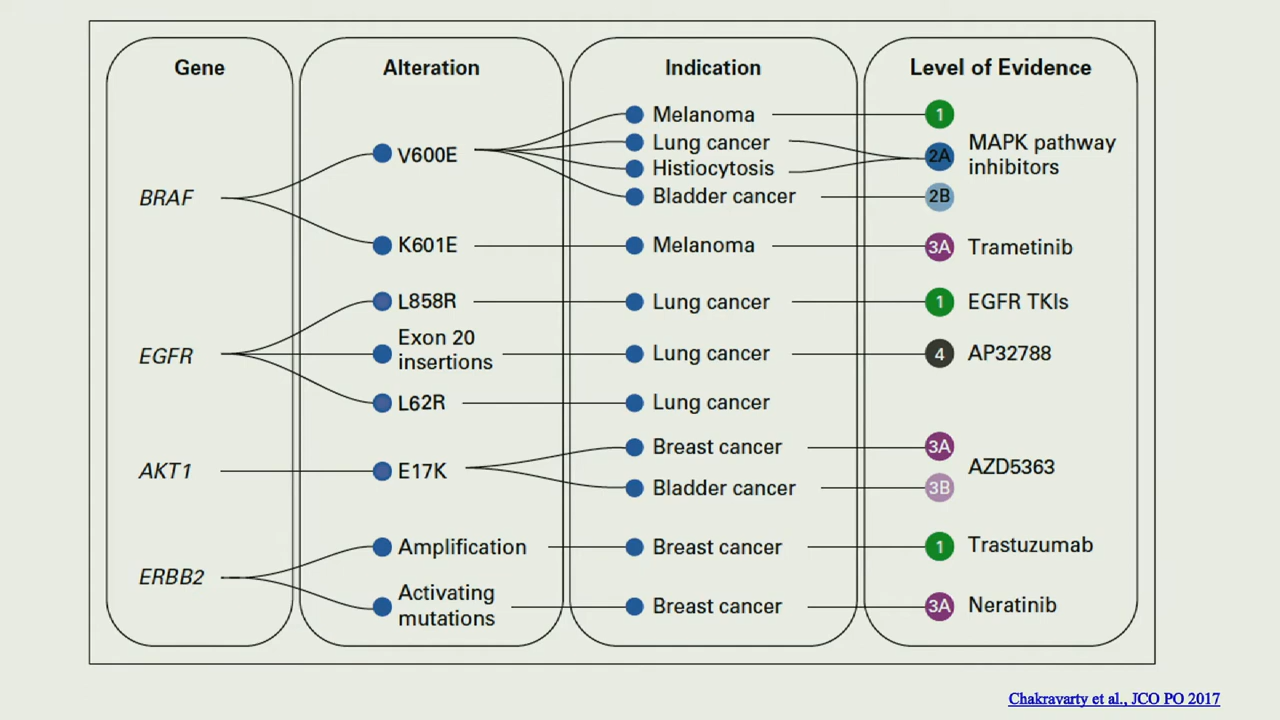 Gene
Alteration
Indication
Level of Evidence
BRAF
V600E
Melanoma
1
Lung cancer
Histiocytosis
2A
MAPK pathway
inhibitors
Bladder cancer
2B
K601E
Melanoma
3A
Trametinib
EGFR
L858R
Lung cancer
1
EGFR TKIs
Exon 20
insertions
Lung cancer
4
AP32788
L62R
Lung cancer
AKT1
E17K
Breast cancer
3A
Bladder cancer
3B
AZD5363
ERBB2
Amplification
Breast cancer
1
Trastuzumab
Activating
mutations
Breast cancer
3A
Neratinib
Chakravarty et al., JCO PO 2017